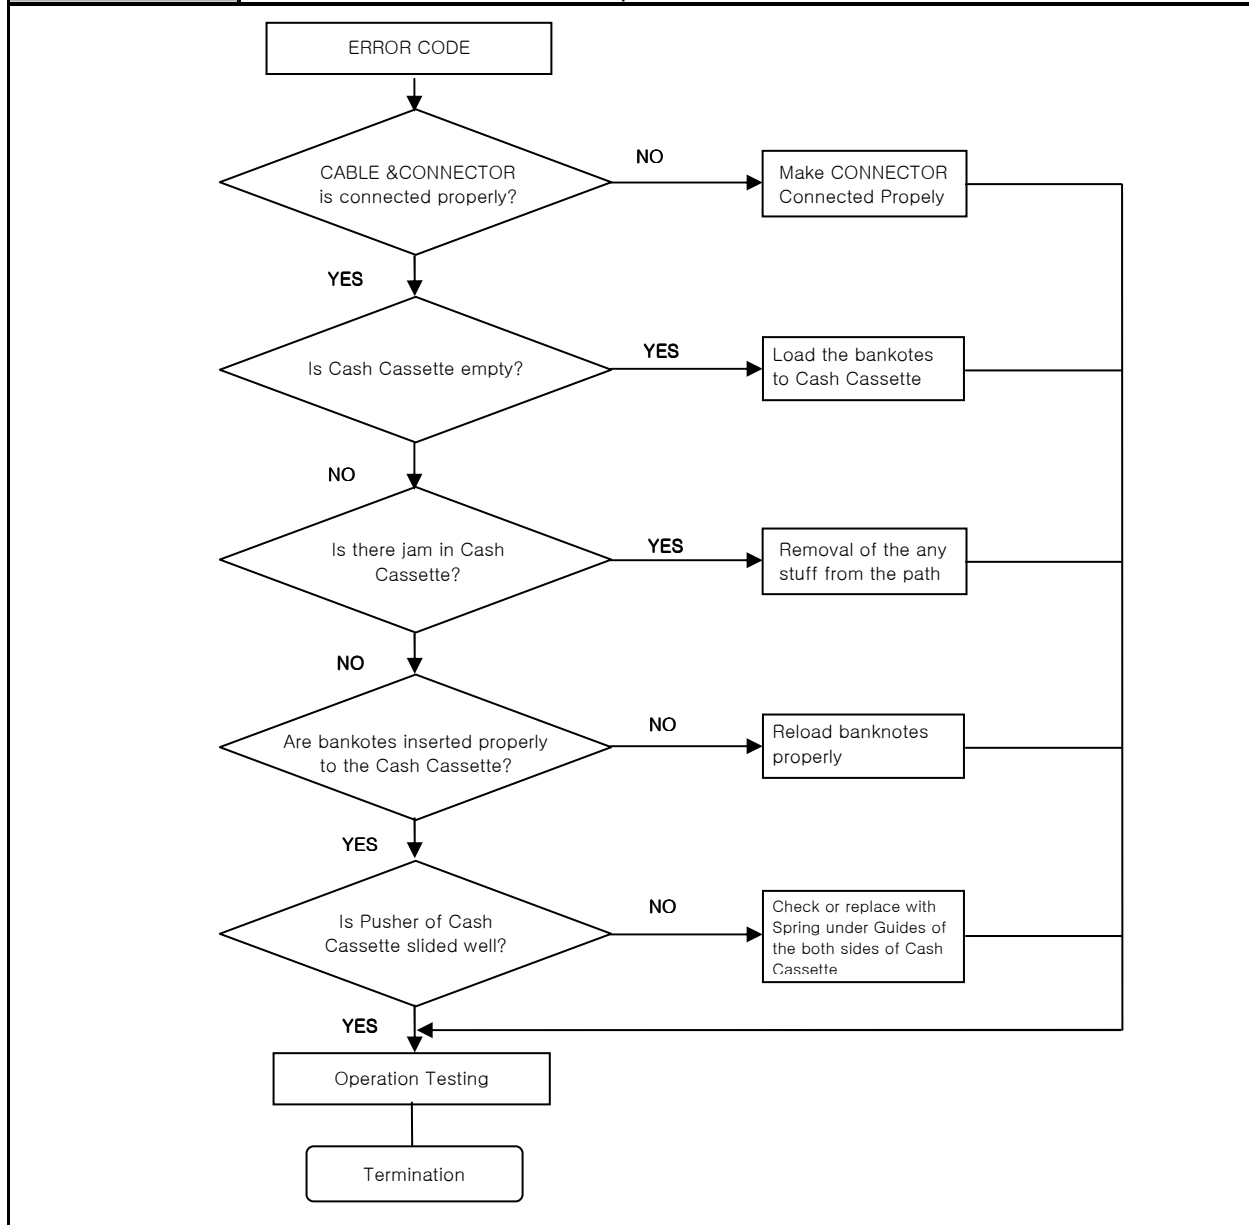 ERROR CODE
CABLE &CONNECTOR
is connected properly?
NO
Make CONNECTOR
Connected Propely
YES
Is Cash Cassette empty?
YES
Load the bankotes
to Cash Cassette
NO
Is there jam in Cash
Cassette?
YES
Removal of the any
stuff from the path
NO
Are bankotes inserted properly
to the Cash Cassette?
NO
Reload banknotes
properly
YES
Is Pusher of Cash
Cassette slided well?
NO
Check or replace with
Spring under Guides of
the both sides of Cash
Cassette
YES
Operation Testing
Termination